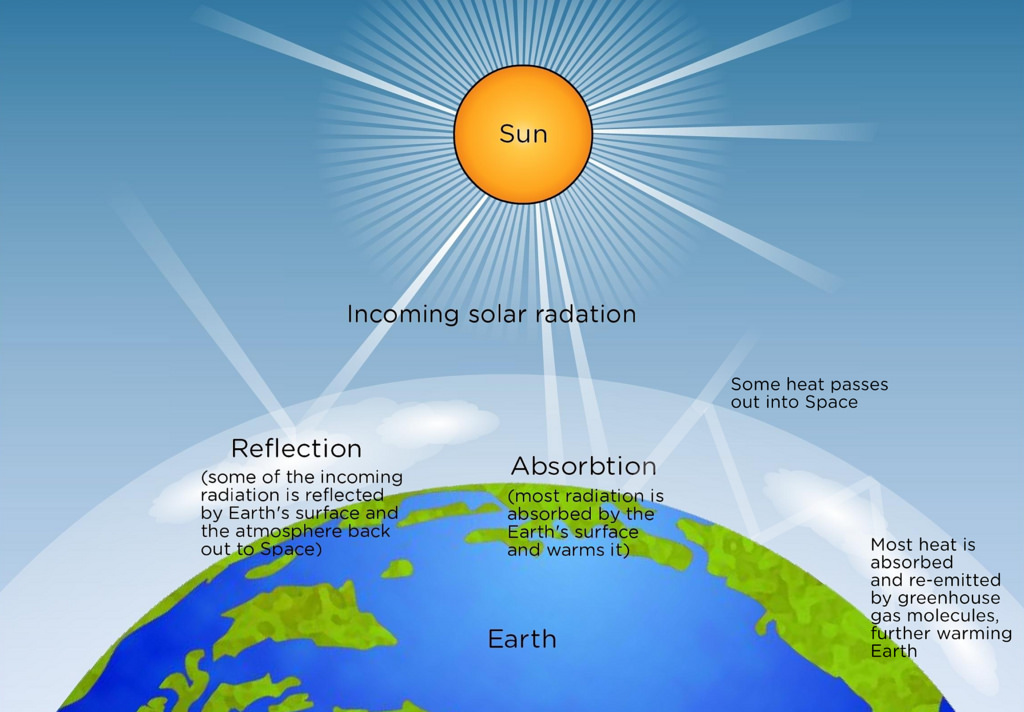 Sun
Incoming solar radation
Some heat passes
out into Space
Reflection
(some of the incoming
radiation is reflected
by Earth's surface and
the atmosphere back
out to Space)
Absorbtion
(most radiation is
absorbed by the
Earth's surface
and warms it)
Most heat is
absorbed
and re-emitted
by greenhouse
gas molecules,
further warming
Earth
Earth